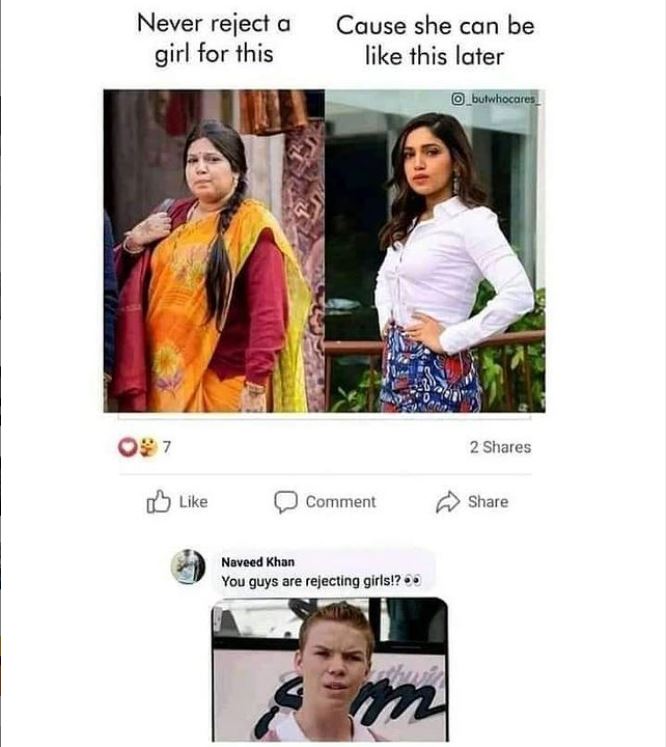 Never reject a
girl for this
Cause she can be
like this later
_butwhocares_
7
2 Shares
Like
Comment
Share
Naveed Khan
You guys are rejecting girls!? 👀